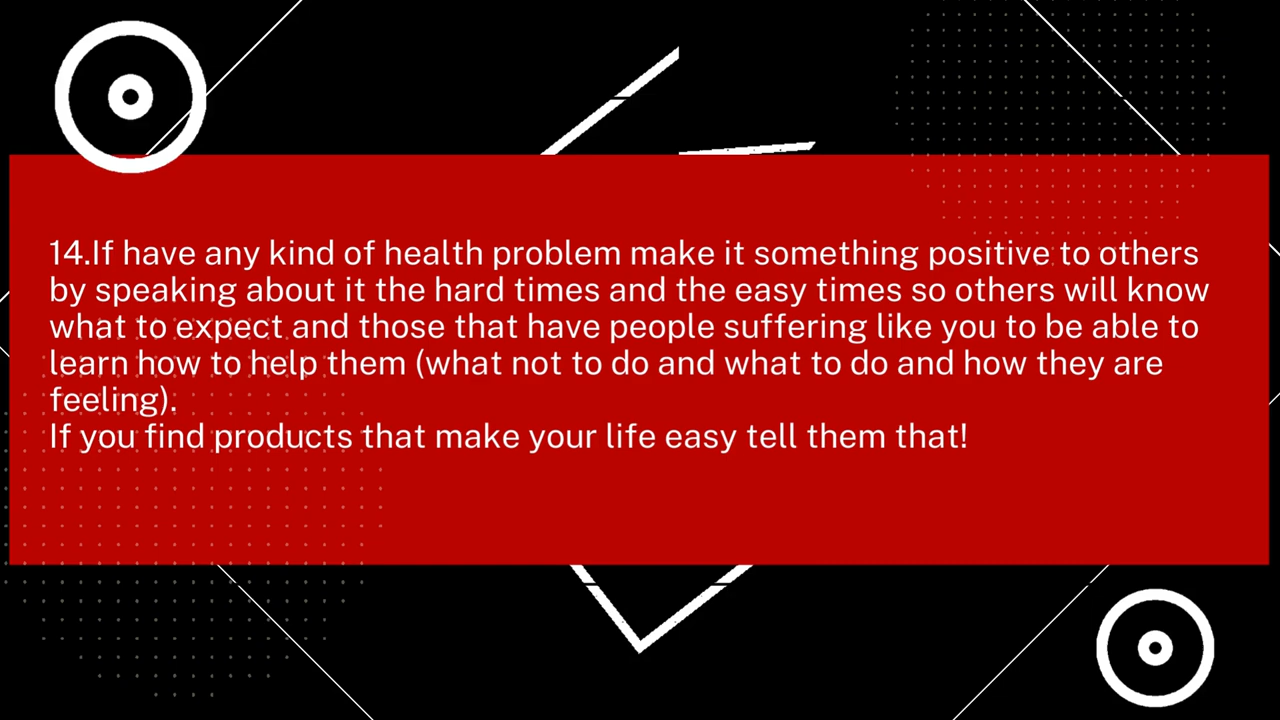 14.If have any kind of health problem make it something positive to others
by speaking about it the hard times and the easy times so others will know
what to expect and those that have people suffering like you to be able to
learn how to help them (what not to do and what to do and how they are
feeling).
If you find products that make your life easy tell them that!